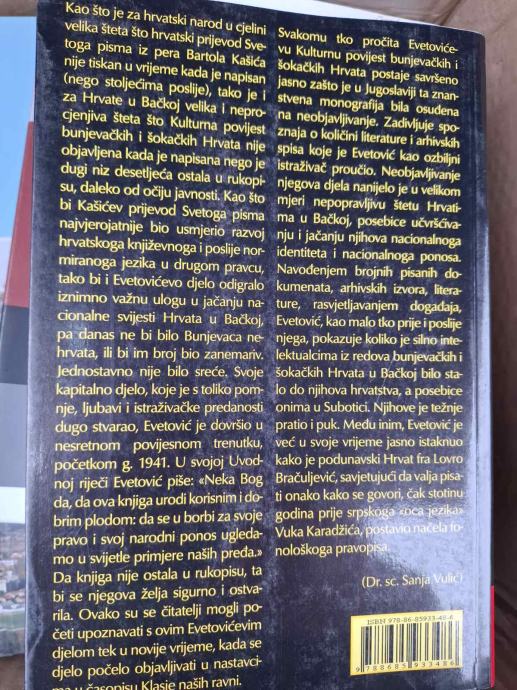 Kao što je za hrvatski narod u cjelini
velika šteta što hrvatski prijevod Sve-
toga pisma iz pera Bartola Kašića
nije tiskan u vrijeme kada je napisan
(nego stoljećima poslije), tako je i
za Hrvate u Bačkoj velika i nepro-
cjenjiva šteta što Kulturna povijest
bunjevačkih i šokačkih Hrvata nije
objavljena kada je napisana nego je
dugi niz desetljeća ostala u rukopi-
su, daleko od očiju javnosti. Kao što
bi Kašićev prijevod Svetoga pisma
najvjerojatnije bio usmjerio razvoj
hrvatskoga književnoga i poslije nor-
miranoga jezika u drugom pravcu,
tako bi i Evetovićevo djelo odigralo
iznimno važnu ulogu u jačanju na-
cionalne svijesti Hrvata u Bačkoj,
pa danas ne bi bilo Bunjevaca ne-
hrvata, ili bi im broj bio zanemariv.
Jednostavno nije bilo sreće. Svoje
kapitalno djelo, koje je s toliko pom-
nje, ljubavi i istraživačke predanosti
dugo stvarao, Evetović je dovršio u
nesretnom povijesnom trenutku,
početkom g. 1941. U svojoj Uvod-
noj riječi Evetović piše: «Neka Bog
da, da ova knjiga urodi korisnim i do-
brim plodom: da se u borbi za svoje
pravo i svoj narodni ponos ugleda-
mo u svijetle primjere naših preda.»
Da knjiga nije ostala u rukopisu, ta
bi se njegova želja sigurno i ostva-
rila. Ovako su se čitatelji mogli po-
četi upoznavati s ovim Evetovićevim
djelom tek u novije vrijeme, kada se
djelo počelo objavljivati u nastavci-
ma u časopisu Klasje naših ravni.
Svakomu tko pročita Evetoviće-
vu Kulturnu povijest bunjevačkih i
šokačkih Hrvata postaje savršeno
jasno zašto je u Jugoslaviji ta znan-
stvena monografija bila osuđena
na neobjavljivanje. Zadivljuje spo-
znaja o količini literature i arhivskih
spisa koje je Evetović kao ozbiljni
istraživač proučio. Neobjavljivanje
njegova djela nanijelo je u velikom
mjeri nepopravljivu štetu Hrvati-
ma u Bačkoj, posebice učvršćiva-
nju i jačanju njihova nacionalnoga
identiteta i nacionalnoga ponosa.
Navođenjem brojnih pisanih do-
kumenata, arhivskih izvora, litera-
ture, rasvjetljavanjem događaja,
Evetović, kao malo tko prije i poslije
njega, pokazuje koliko je silno inte-
lektualcima iz redova bunjevačkih i
šokačkih Hrvata u Bačkoj bilo sta-
lo do njihova hrvatstva, a posebice
onima u Subotici. Njihove je težnje
pratio i puk. Među inim, Evetović je
već u svoje vrijeme jasno istaknuo
kako je podunavski Hrvat fra Lovro
Bračuljević, savjetujući da valja pisa-
ti onako kako se govori, čak stotinu
godina prije srpskoga «oca jezika»
Vuka Karadžića, postavio načela fo-
nološkoga pravopisa.
(Dr. sc. Sanja Vulić)
ISBN 978-86-85933-48-6
9 788685 933486